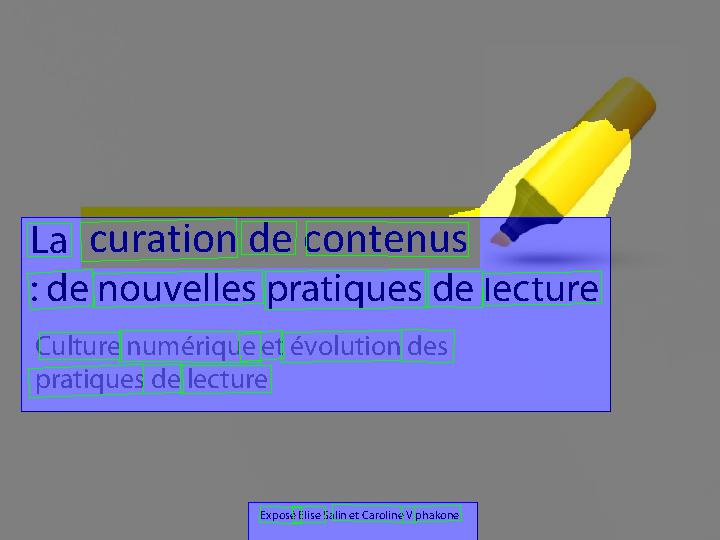 La curation de contenus
: de nouvelles pratiques de lecture
Culture numérique et évolution des
pratiques de lecture
Exposé Elise Salin et Caroline Viphakone